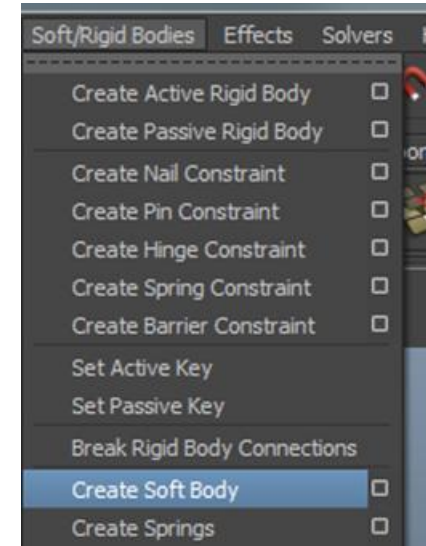 Soft/Rigid Bodies Effects Solvers
Create Active Rigid Body
Create Passive Rigid Body
Create Nail Constraint
Create Pin Constraint
Create Hinge Constraint
Create Spring Constraint
Create Barrier Constraint
Set Active Key
Set Passive Key
Break Rigid Body Connections
Create Soft Body
Create Springs